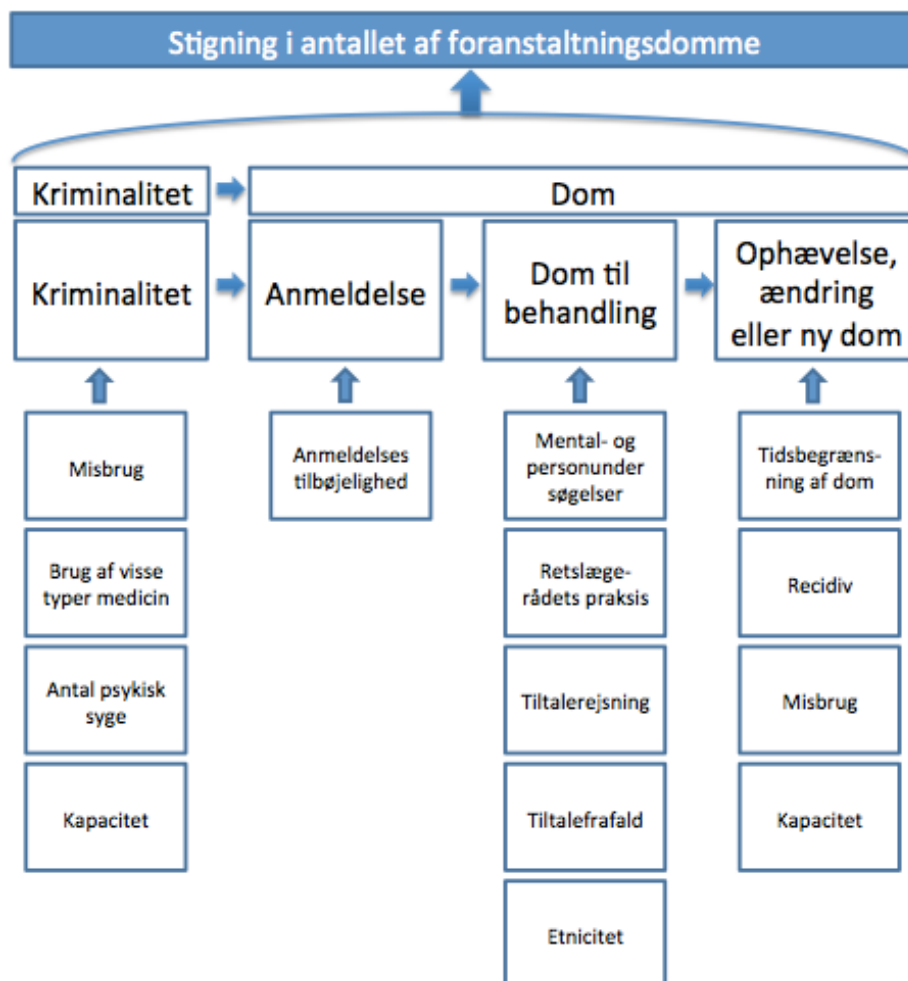 Stigning i antallet af foranstaltningsdomme
Kriminalitet
Dom
Kriminalitet
Anmeldelse
Dom til
behandling
Ophævelse,
ændring
eller ny dom
Misbrug
Brug af visse
typer medicin
Antal psykisk
syge
Kapacitet
Anmeldelses
tilbøjelighed
Mental- og
personunder
søgelser
Retslæge-
rådets praksis
Tiltalerejsning
Tiltalefrafald
Etnicitet
Tidsbegræns-
ning af dom
Recidiv
Misbrug
Kapacitet